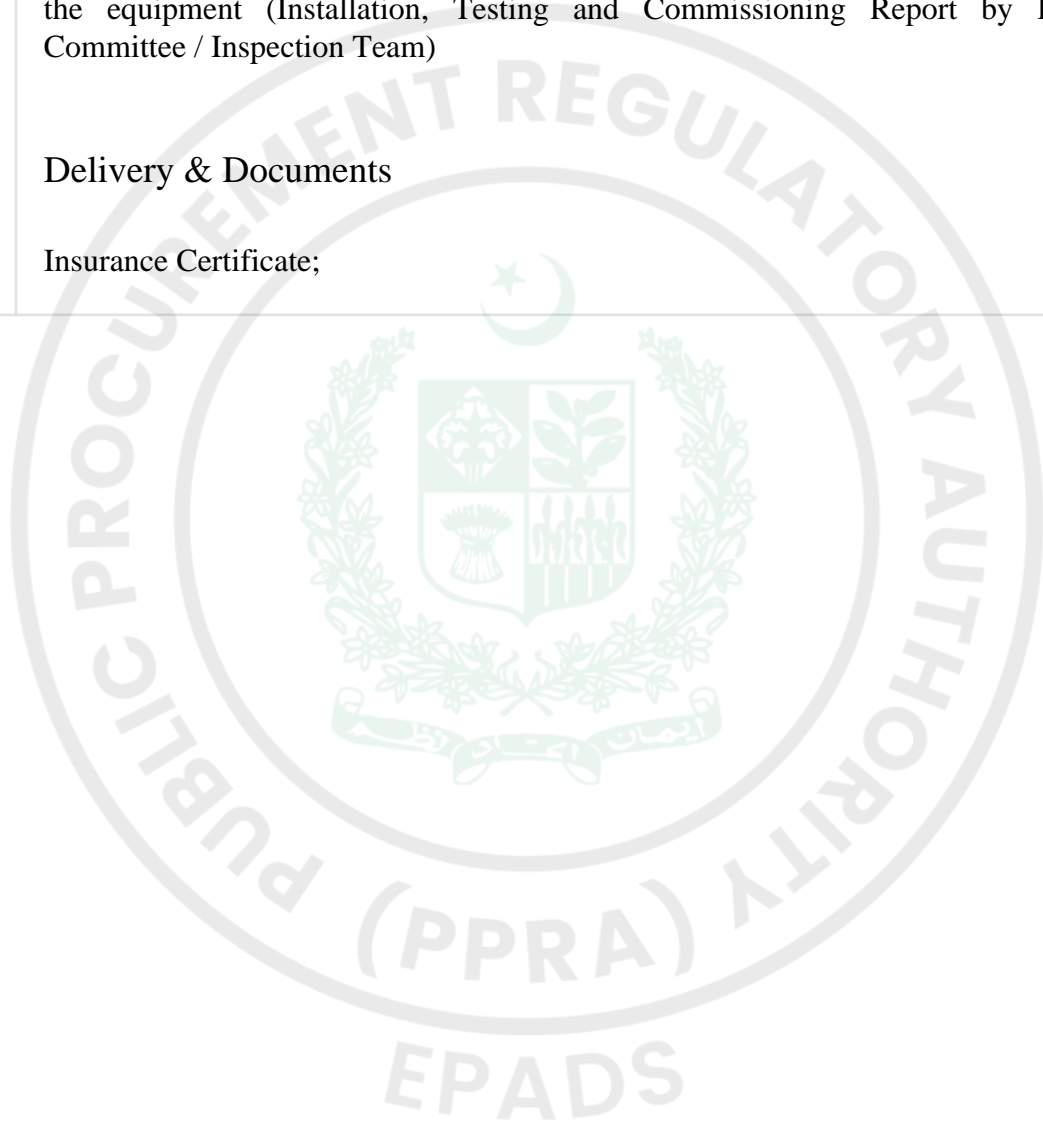 the equipment (Installation, Testing and Commissioning Report by
Committee / Inspection Team)
Delivery & Documents
Insurance Certificate;
PUBLIC PROCUREMENT REGULATORY AUTHORITY
(PPRA)
EPADS